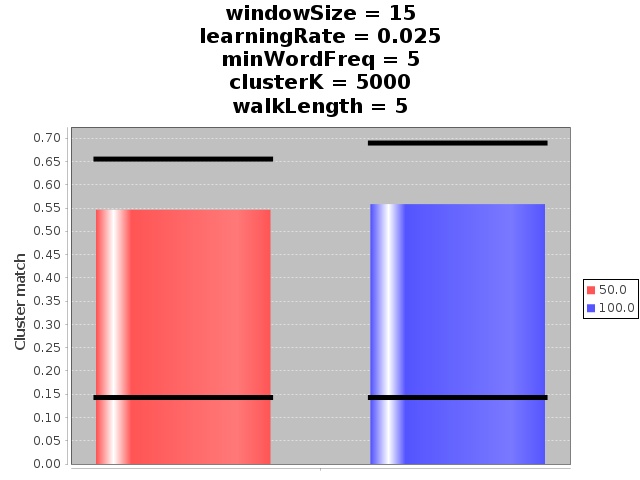 windowSize = 15
learningRate = 0.025
minWordFreq = 5
clusterK = 5000
walkLength = 5
0.70
0.65
0.60
0.55
0.50
0.45
0.40
0.35
0.30
0.25
0.20
0.15
0.10
0.05
0.00
Cluster match
50.0
100.0